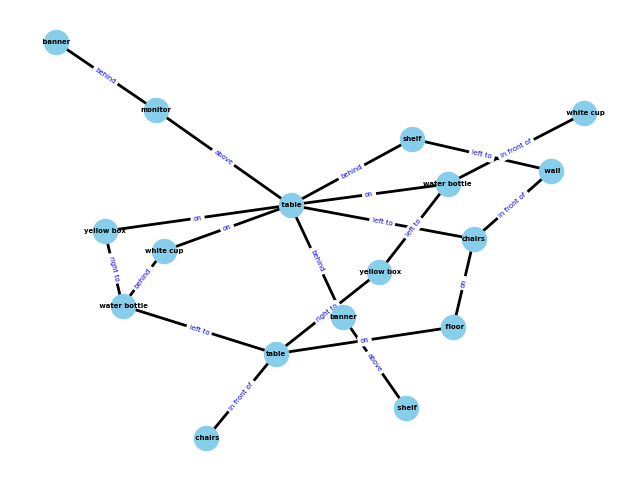 banner
behind
monitor
white cup
above
shelf
in front of
left to
behind
wall
water bottle
on
table
in front of
on
left to
yellow box
on
left to
chairs
white cup
behind
right to
behind
yellow box
on
water bottle
right to
banner
left to
floor
on
table
above
in front of
shelf
chairs